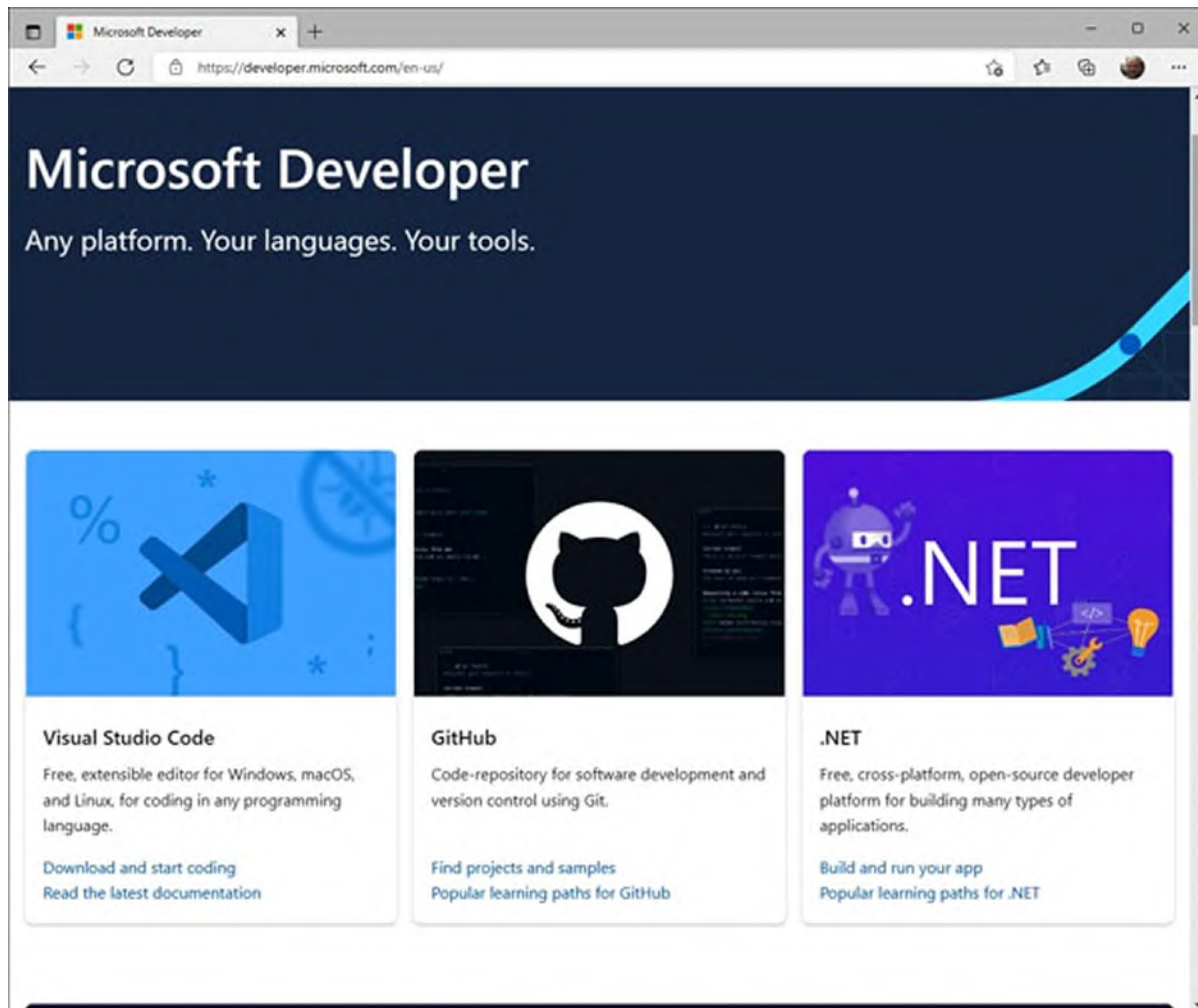 Microsoft Developer
https://developer.microsoft.com/en-us/
Microsoft Developer
Any platform. Your languages. Your tools.
% *
{ } * ;
.NET
</>
Visual Studio Code
Free, extensible editor for Windows, macOS,
and Linux, for coding in any programming
language.
Download and start coding
Read the latest documentation
GitHub
Code-repository for software development and
version control using Git.
Find projects and samples
Popular learning paths for GitHub
.NET
Free, cross-platform, open-source developer
platform for building many types of
applications.
Build and run your app
Popular learning paths for .NET